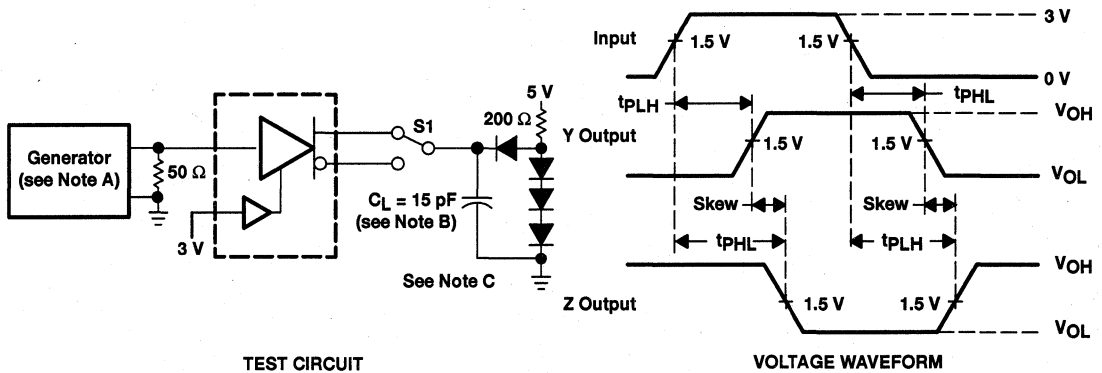 Generator
(see Note A)
50 Ω
3 V
S1
CL = 15 pF
(see Note B)
200 Ω
5 V
See Note C
TEST CIRCUIT
Input
1.5 V
1.5 V
3 V
0 V
tPLH
tPHL
Y Output
1.5 V
1.5 V
VOH
VOL
Skew
Skew
tPHL
tPLH
Z Output
1.5 V
1.5 V
VOH
VOL
VOLTAGE WAVEFORM